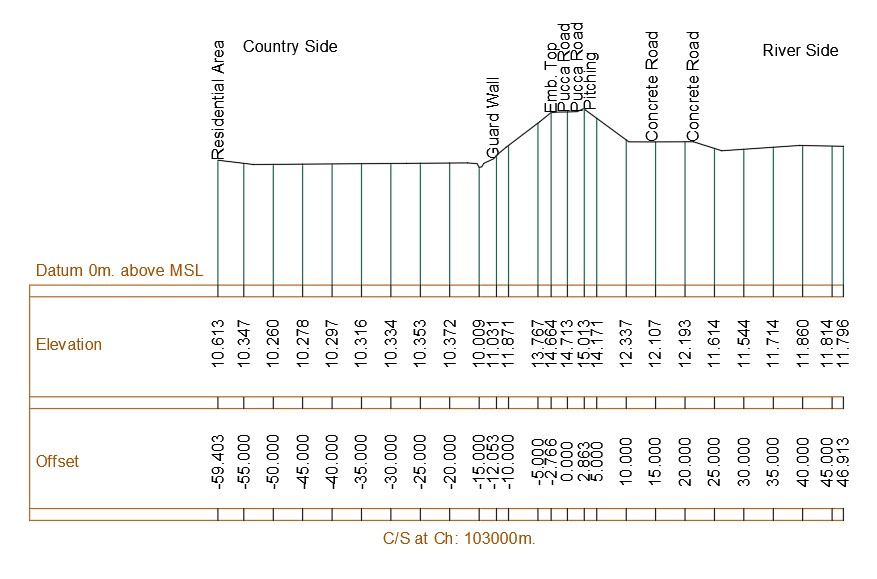 Country Side
River Side
Residential Area
Guard Wall
Emb. Top
Pucca Road
Pucca Road
Pitching
Concrete Road
Concrete Road
Datum 0m. above MSL
Elevation
10.613 10.347 10.260 10.278 10.297 10.316 10.334 10.353 10.372 10.009 11.031 11.871 13.767 14.664 14.713 15.013 14.171 12.337 12.107 12.193 11.614 11.544 11.714 11.860 11.814 11.796
Offset
-59.403 -55.000 -50.000 -45.000 -40.000 -35.000 -30.000 -25.000 -20.000 -15.000 -12.053 -10.000 -5.000 -2.766 0.000 2.863 5.000 10.000 15.000 20.000 25.000 30.000 35.000 40.000 45.000 46.913
C/S at Ch: 103000m.